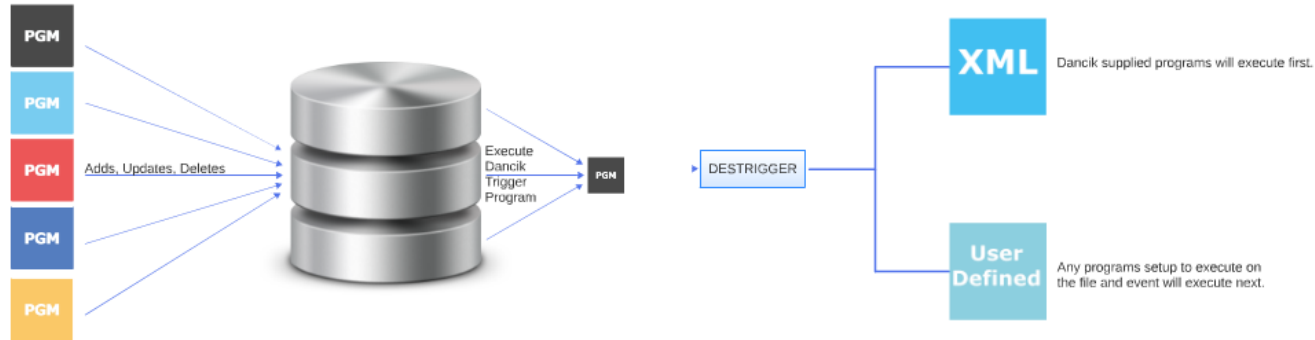 PGM
PGM
PGM
PGM
PGM
Adds, Updates, Deletes
Execute
Dancik
Trigger
Program
PGM
DESTRIGGER
XML
Dancik supplied programs will execute first.
User
Defined
Any programs setup to execute on
the file and event will execute next.